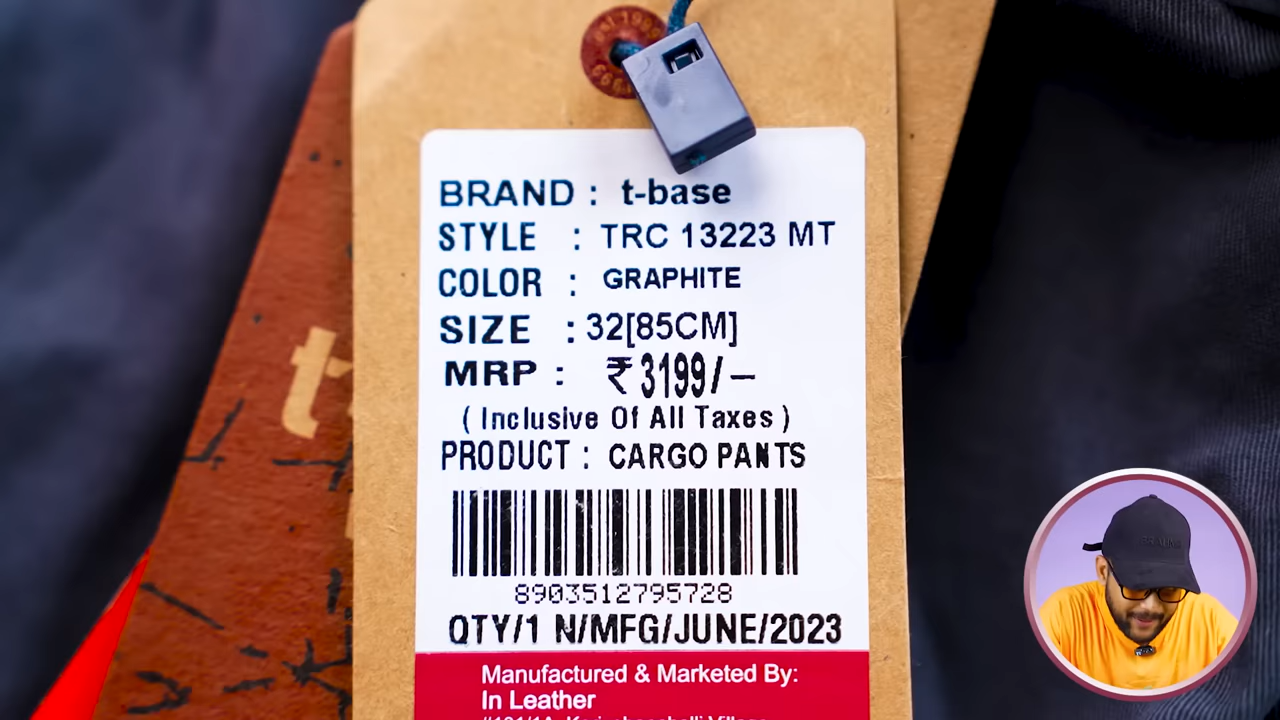 BRAND : t-base
STYLE : TRC 13223 MT
COLOR : GRAPHITE
SIZE : 32[85CM]
MRP : ₹ 3199/–
( Inclusive Of All Taxes )
PRODUCT : CARGO PANTS
8903512795728
QTY/1 N/MFG/JUNE/2023
Manufactured & Marketed By:
In Leather
t